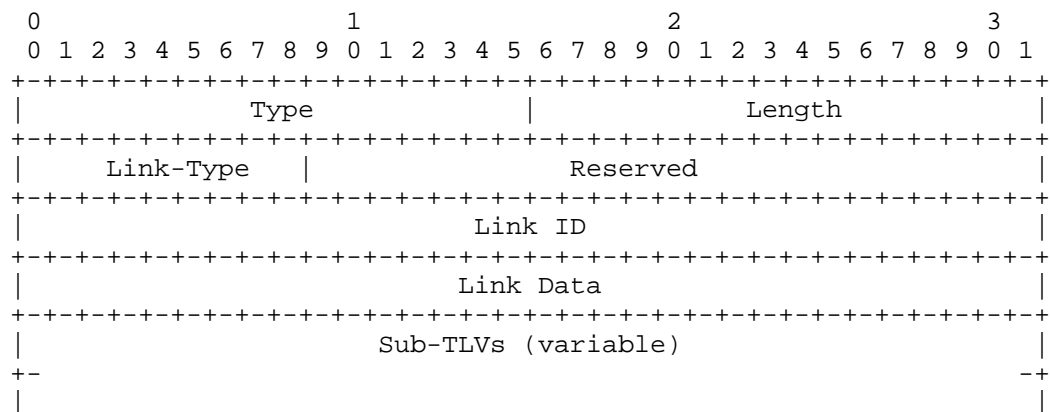 0                   1                   2                   3
 0 1 2 3 4 5 6 7 8 9 0 1 2 3 4 5 6 7 8 9 0 1 2 3 4 5 6 7 8 9 0 1
+-+-+-+-+-+-+-+-+-+-+-+-+-+-+-+-+-+-+-+-+-+-+-+-+-+-+-+-+-+-+-+-+
|              Type             |             Length            |
+-+-+-+-+-+-+-+-+-+-+-+-+-+-+-+-+-+-+-+-+-+-+-+-+-+-+-+-+-+-+-+-+
|     Link-Type   |                Reserved                     |
+-+-+-+-+-+-+-+-+-+-+-+-+-+-+-+-+-+-+-+-+-+-+-+-+-+-+-+-+-+-+-+-+
|                            Link ID                            |
+-+-+-+-+-+-+-+-+-+-+-+-+-+-+-+-+-+-+-+-+-+-+-+-+-+-+-+-+-+-+-+-+
|                           Link Data                           |
+-+-+-+-+-+-+-+-+-+-+-+-+-+-+-+-+-+-+-+-+-+-+-+-+-+-+-+-+-+-+-+-+
|                      Sub-TLVs (variable)                      |
+-                                                             -+
|                                                               |